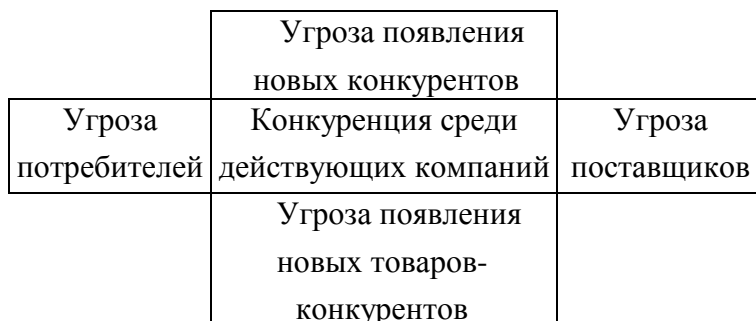 Угроза появления
новых конкурентов
Угроза
потребителей
Конкуренция среди
действующих компаний
Угроза
поставщиков
Угроза появления
новых товаров-
конкурентов